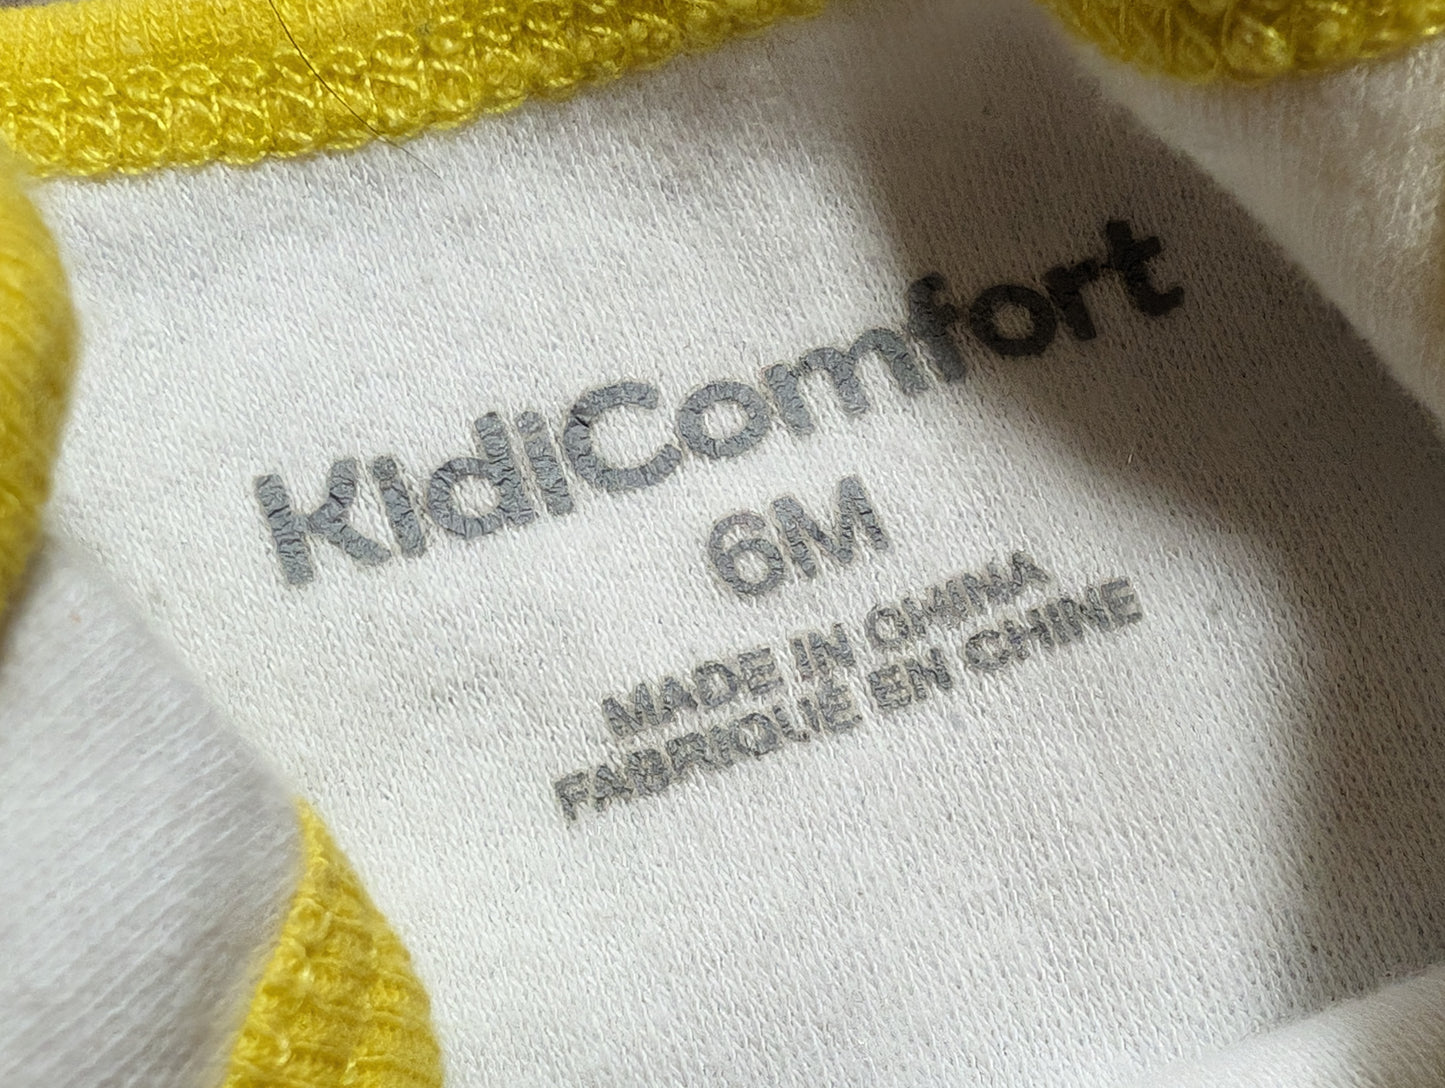 KidiComfort
6M
MADE IN CHINA
FABRIQUÉ EN CHINE